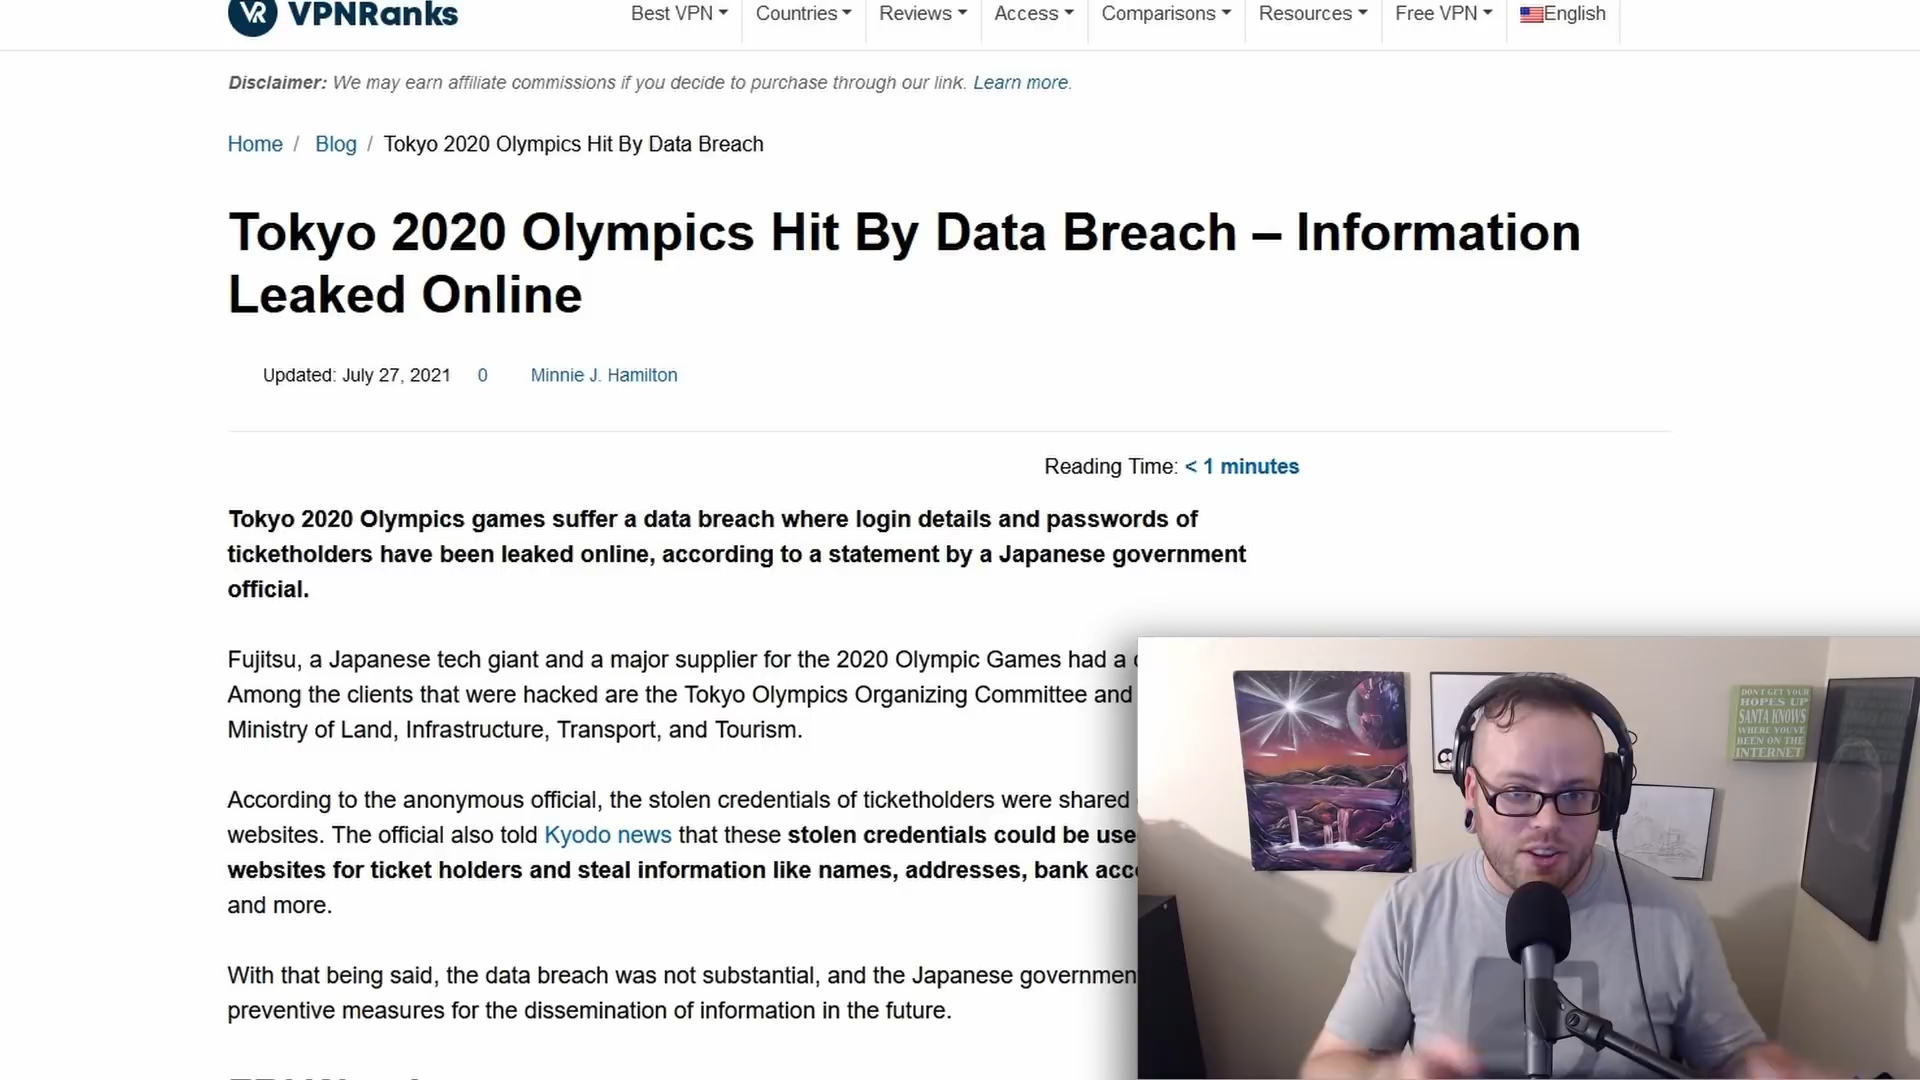 VR VPNRanks
Best VPN Countries Reviews Access Comparisons Resources Free VPN English
Disclaimer: We may earn affiliate commissions if you decide to purchase through our link. Learn more.
Home / Blog / Tokyo 2020 Olympics Hit By Data Breach
Tokyo 2020 Olympics Hit By Data Breach – Information
Leaked Online
Updated: July 27, 2021 0 Minnie J. Hamilton
Reading Time: < 1 minutes
Tokyo 2020 Olympics games suffer a data breach where login details and passwords of
ticketholders have been leaked online, according to a statement by a Japanese government
official.
Fujitsu, a Japanese tech giant and a major supplier for the 2020 Olympic Games had a
Among the clients that were hacked are the Tokyo Olympics Organizing Committee and
Ministry of Land, Infrastructure, Transport, and Tourism.
According to the anonymous official, the stolen credentials of ticketholders were shared
websites. The official also told Kyodo news that these stolen credentials could be use
websites for ticket holders and steal information like names, addresses, bank acc
and more.
With that being said, the data breach was not substantial, and the Japanese governmen
preventive measures for the dissemination of information in the future.
DON'T GET YOUR
HOPES UP
SANTA KNOWS
WHERE YOU'VE
BEEN ON THE
INTERNET